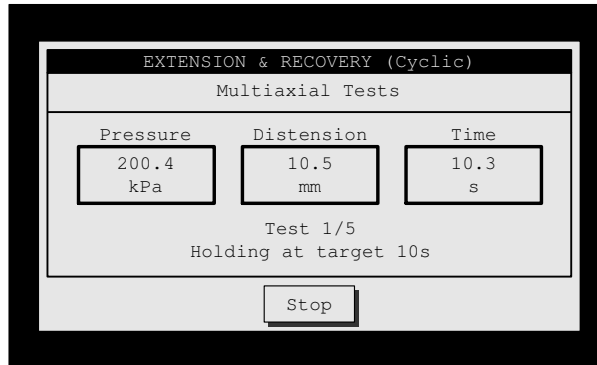 EXTENSION & RECOVERY (Cyclic)
Multiaxial Tests
Pressure Distension Time
200.4 10.5 10.3
kPa mm s
Test 1/5
Holding at target 10s
Stop